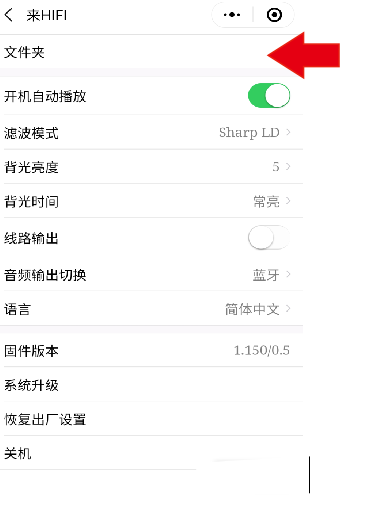 来HIFI
文件夹
开机自动播放
滤波模式 Sharp LD
背光亮度 5
背光时间 常亮
线路输出
音频输出切换 蓝牙
语言 简体中文
固件版本 1.150/0.5
系统升级
恢复出厂设置
关机